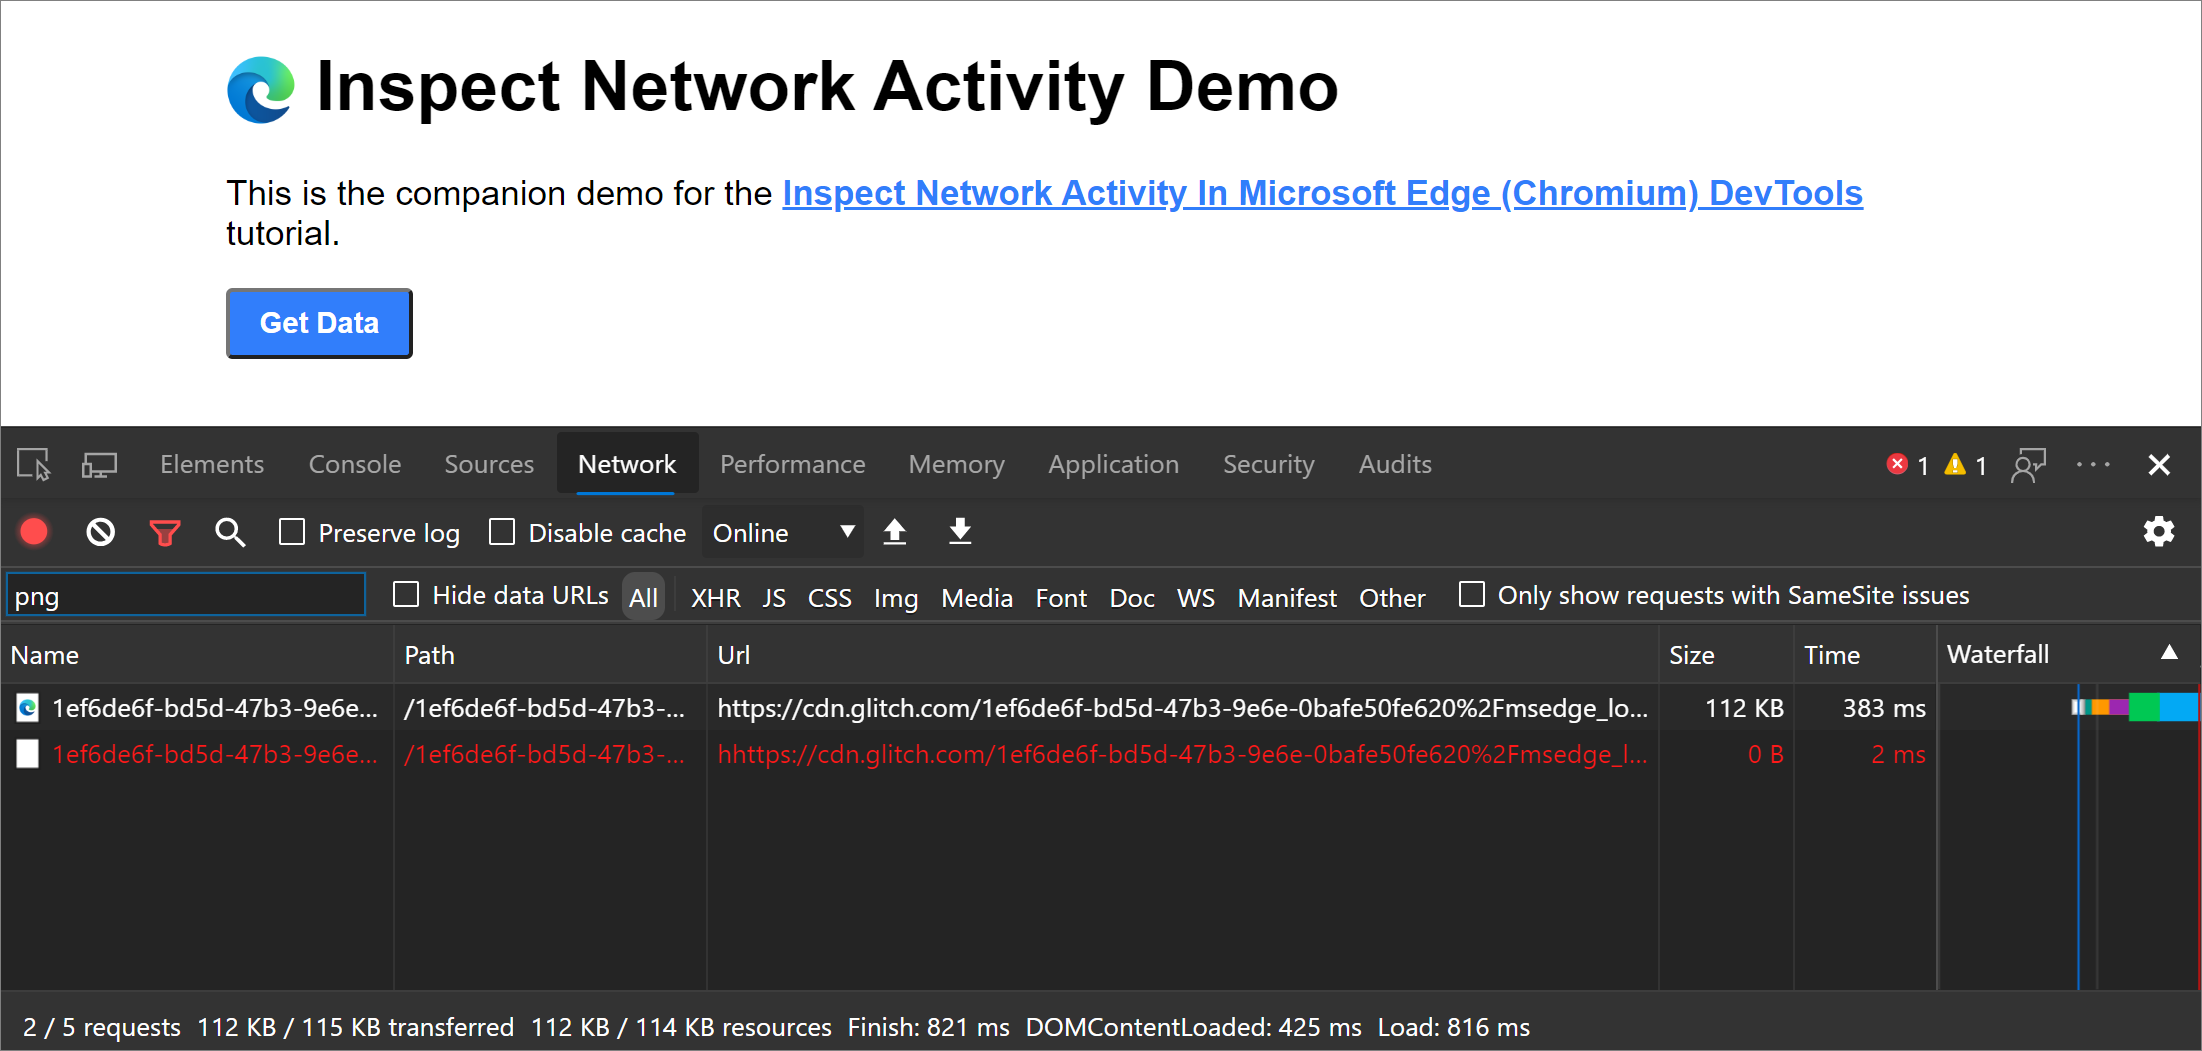 Inspect Network Activity Demo
This is the companion demo for the Inspect Network Activity In Microsoft Edge (Chromium) DevTools
tutorial.
Get Data
Elements Console Sources Network Performance Memory Application Security Audits 1 1
Preserve log Disable cache Online
png Hide data URLs All XHR JS CSS Img Media Font Doc WS Manifest Other Only show requests with SameSite issues
Name Path Url Size Time Waterfall
1ef6de6f-bd5d-47b3-9e6e... /1ef6de6f-bd5d-47b3-... https://cdn.glitch.com/1ef6de6f-bd5d-47b3-9e6e-0bafe50fe620%2Fmsedge_lo... 112 KB 383 ms
1ef6de6f-bd5d-47b3-9e6e... /1ef6de6f-bd5d-47b3-... hhttps://cdn.glitch.com/1ef6de6f-bd5d-47b3-9e6e-0bafe50fe620%2Fmsedge_l... 0 B 2 ms
2 / 5 requests 112 KB / 115 KB transferred 112 KB / 114 KB resources Finish: 821 ms DOMContentLoaded: 425 ms Load: 816 ms